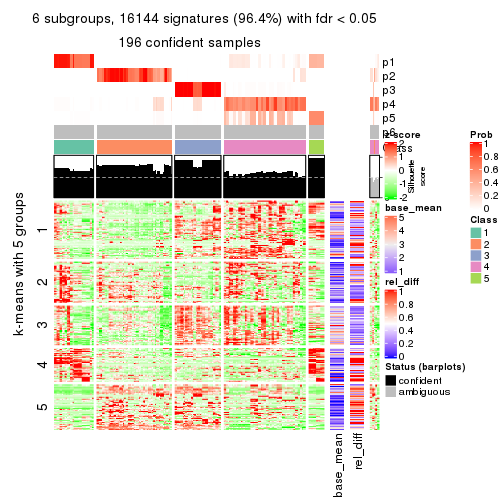 6 subgroups, 16144 signatures (96.4%) with fdr < 0.05
196 confident samples
p1
p2
p3
p4
p5
p6
Class
Silhouette
score
k-means with 5 groups
1
2
3
4
5
base_mean
rel_diff
z-score
2
1
0
-1
-2
base_mean
5
4
3
2
1
rel_diff
1
0.8
0.6
0.4
0.2
0
Status (barplots)
confident
ambiguous
Prob
1
0.8
0.6
0.4
0.2
0
Class
1
2
3
4
5